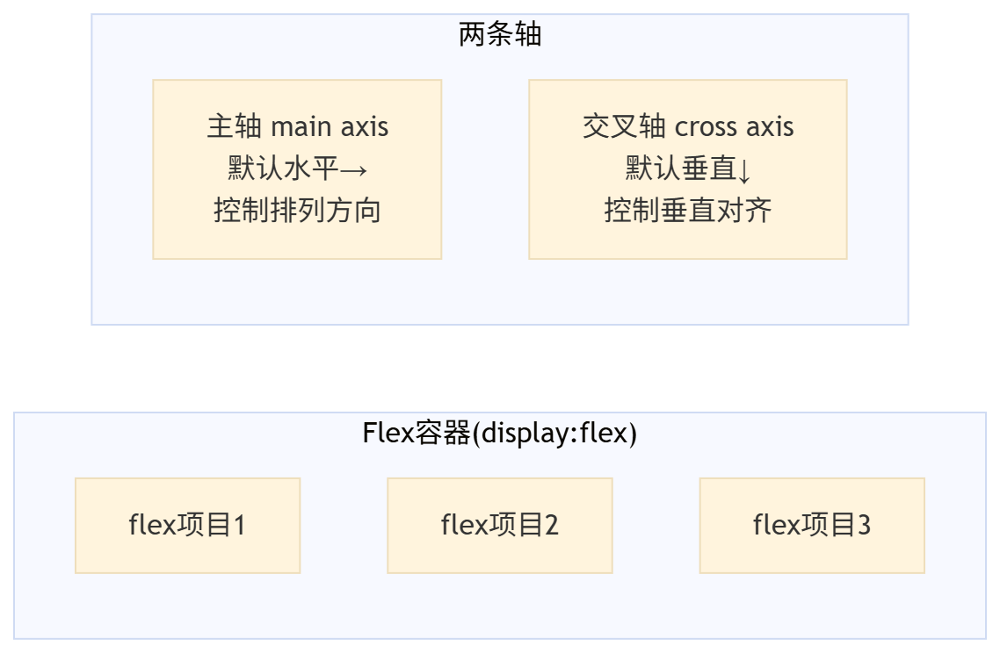 两条轴
主轴 main axis
默认水平→
控制排列方向
交叉轴 cross axis
默认垂直↓
控制垂直对齐
Flex容器(display:flex)
flex项目1
flex项目2
flex项目3